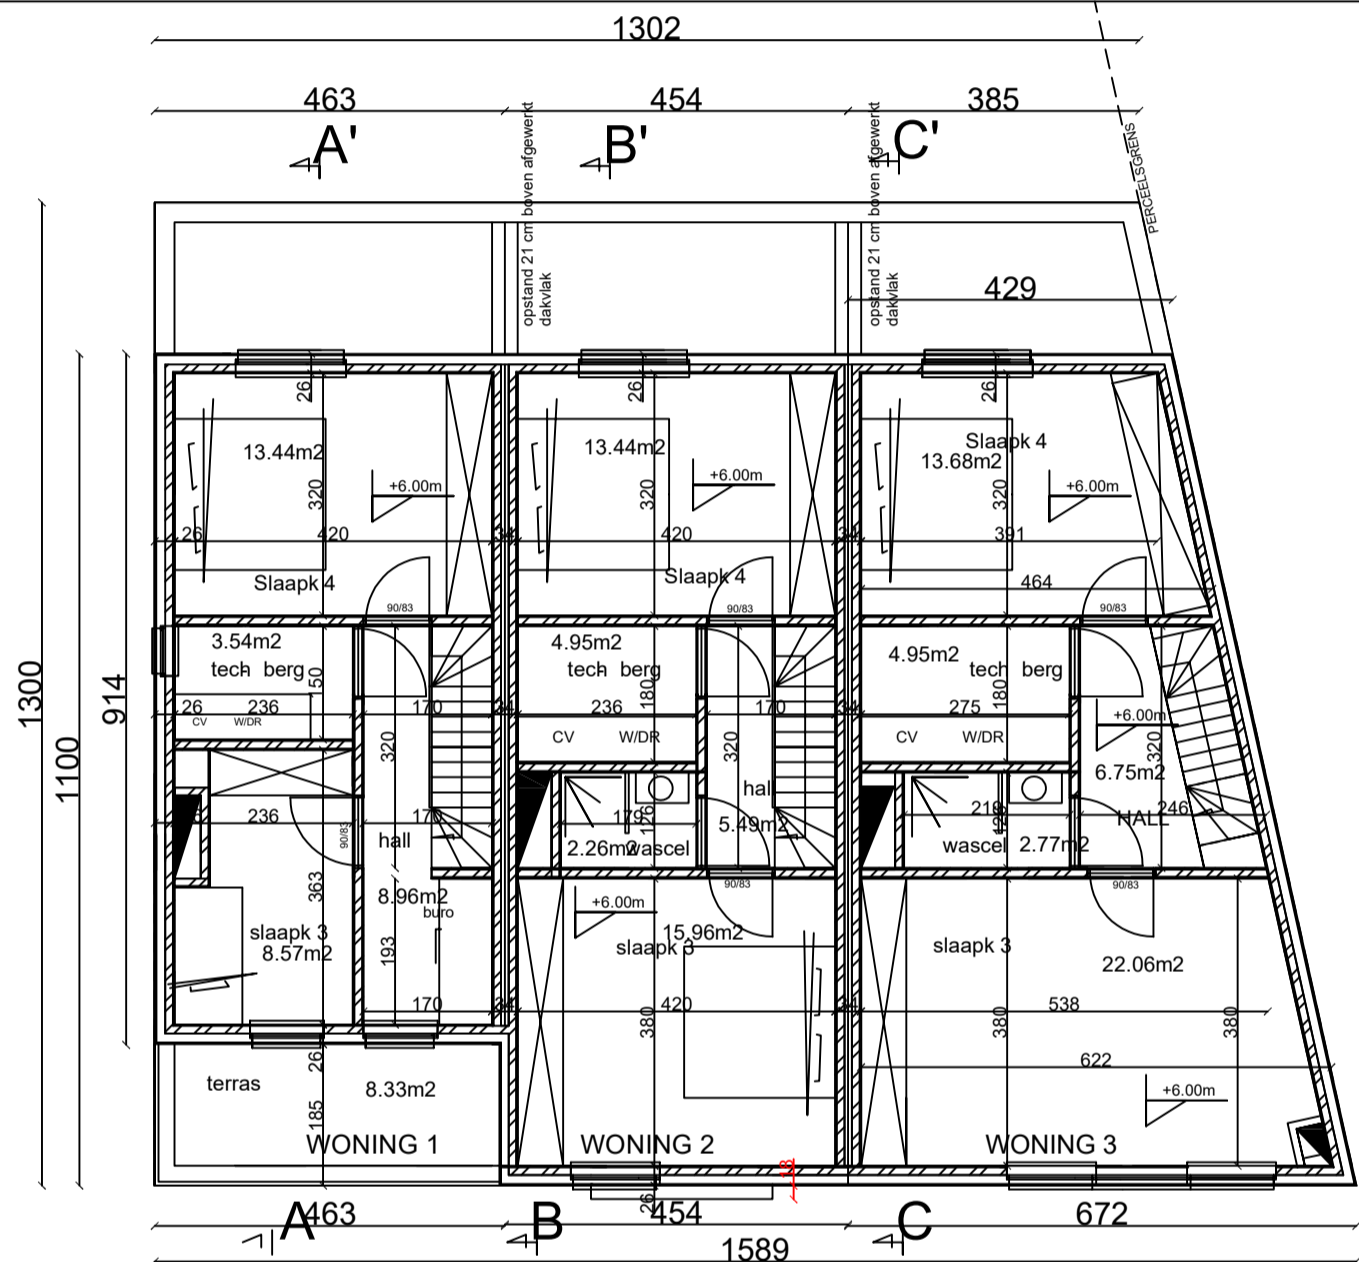 1302
463 454 385
A' B' C'
opstand 21 cm boven afgewerkt
dakvlak
opstand 21 cm boven afgewerkt
dakvlak
PERCEELSGRENS
429
1300
1100
914
26 26 26
13.44m2 13.44m2 Slaapk 4
13.68m2
+6.00m +6.00m +6.00m
320 320 320
26 420 34 420 34 391
Slaapk 4 Slaapk 4 464
90/83 90/83 90/83
3.54m2 4.95m2 4.95m2
tech berg tech berg tech berg
50 180 180
26 236 170 34 236 170 34 275
CV W/DR CV W/DR CV W/DR
+6.00m
320 320 320
6.75m2
236 170 179 126 218 126 246
90/83
hall hall HALL
5.49m2
2.26m2 wascel wascel 2.77m2
363 8.96m2
buro
90/83 90/83
+6.00m
slaapk 3
8.57m2
193
15.96m2
slaapk 3
slaapk 3
22.06m2
170 34 420 34 538
380 380 380
622
26
terras 8.33m2
185
+6.00m
WONING 1 WONING 2 WONING 3
18
26
A 463 B 454 C 672
1589